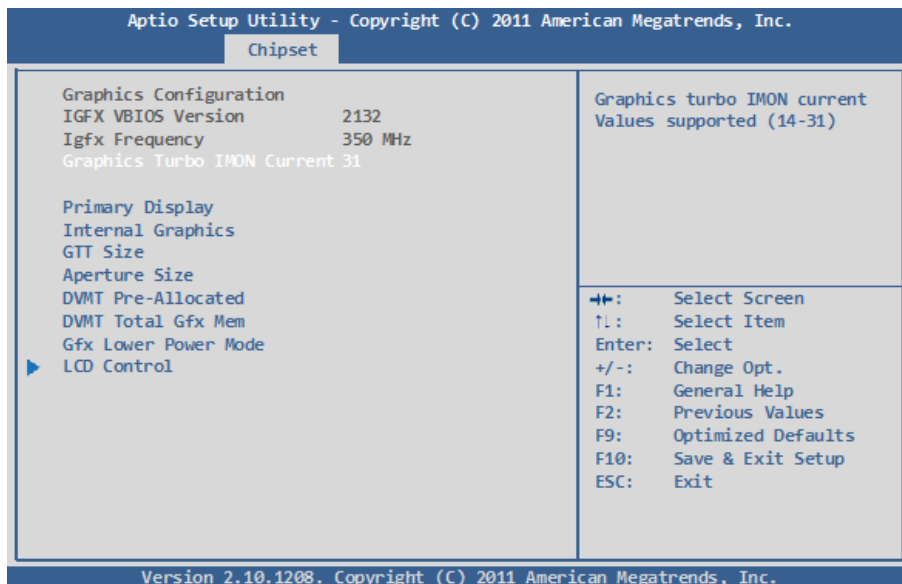 Aptio Setup Utility - Copyright (C) 2011 American Megatrends, Inc.
Chipset
Graphics Configuration
IGFX VBIOS Version 2132
Igfx Frequency 350 MHz
Graphics Turbo IMON Current 31
Primary Display
Internal Graphics
GTT Size
Aperture Size
DVMT Pre-Allocated
DVMT Total Gfx Mem
Gfx Lower Power Mode
LCD Control
Graphics turbo IMON current
Values supported (14-31)
→←: Select Screen
↑↓: Select Item
Enter: Select
+/-: Change Opt.
F1: General Help
F2: Previous Values
F9: Optimized Defaults
F10: Save & Exit Setup
ESC: Exit
Version 2.10.1208. Copyright (C) 2011 American Megatrends, Inc.